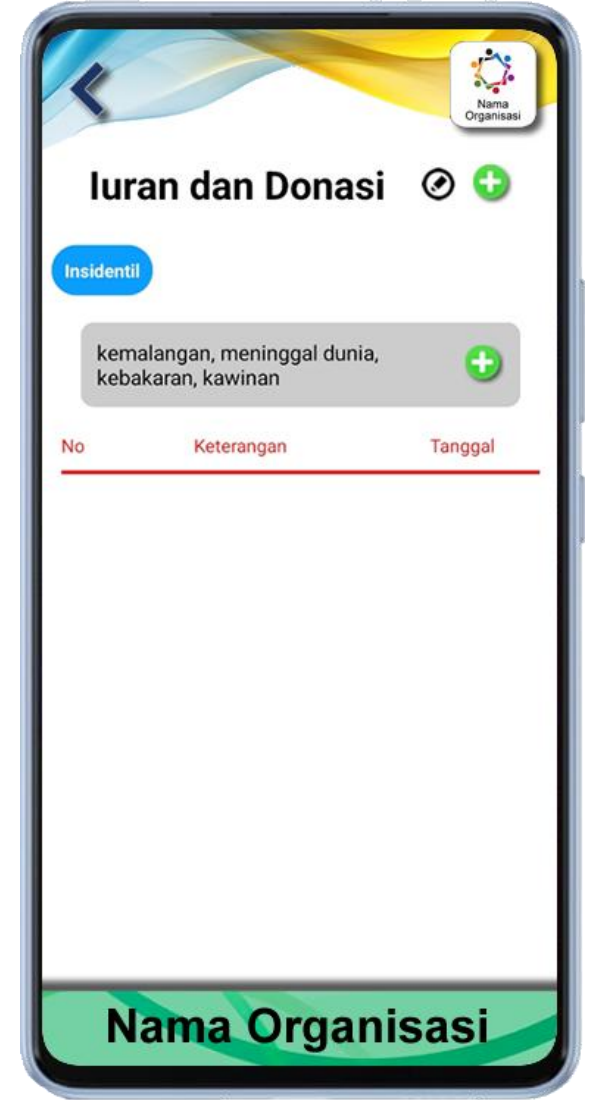 Nama
Organisasi
Iuran dan Donasi
Insidentil
kemalangan, meninggal dunia,
kebakaran, kawinan
No Keterangan Tanggal
Nama Organisasi